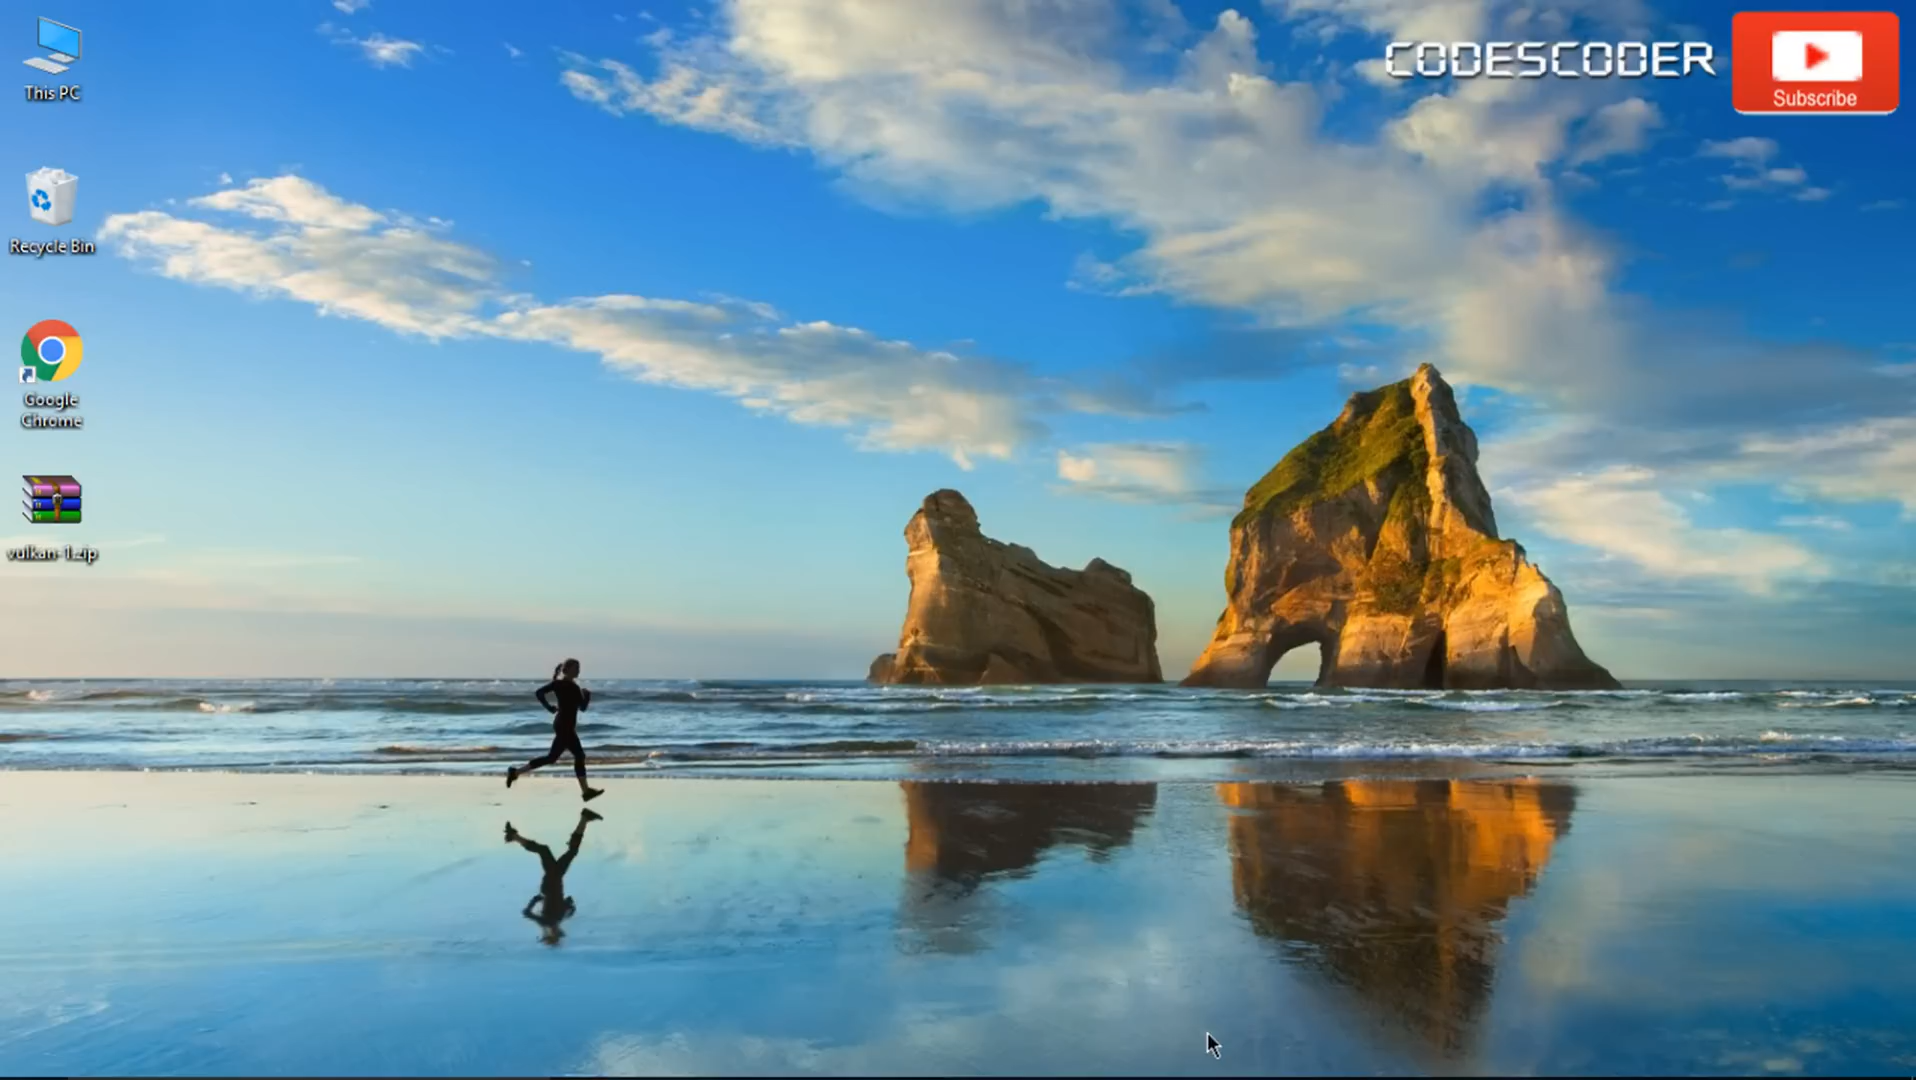 This PC
CODESCODER
Subscribe
Recycle Bin
Google
Chrome
vulkan-1.zip